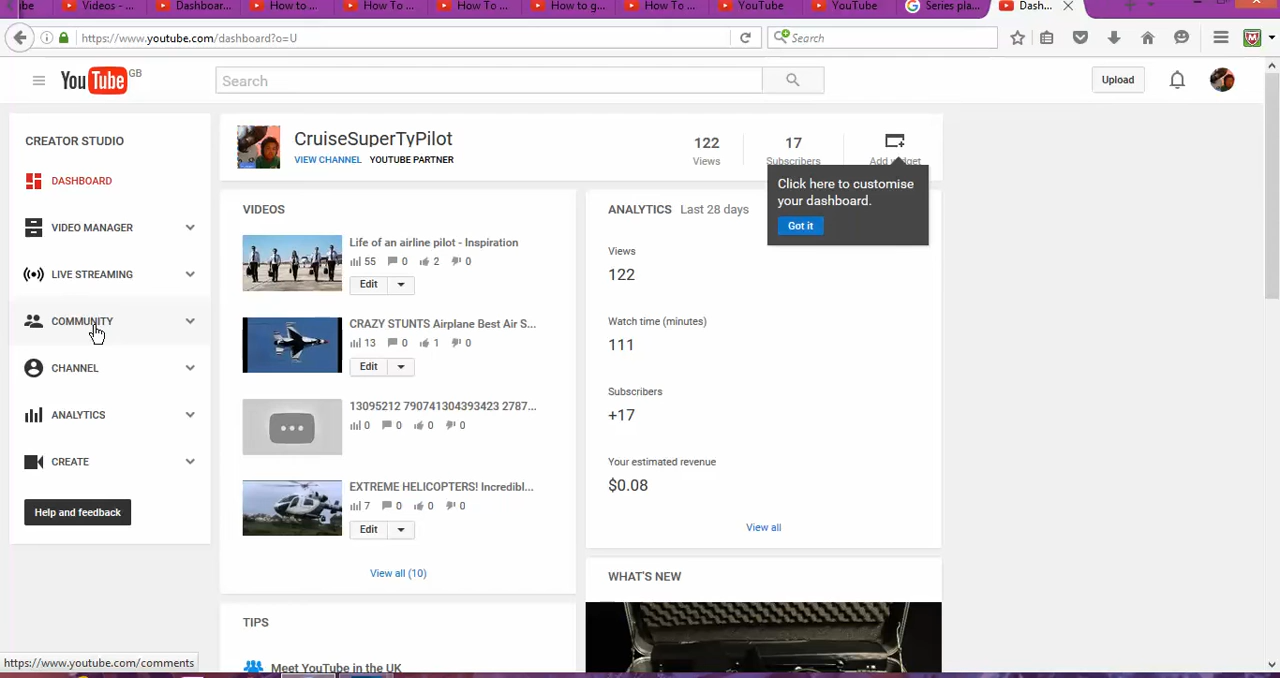 be
Videos - ...
Dashboar...
How to ...
How To ...
How To ...
How to g...
How To ...
YouTube
YouTube
Series pla...
Dash...
https://www.youtube.com/dashboard?o=U
Search
YouTube GB
Search
Upload
CREATOR STUDIO
DASHBOARD
VIDEO MANAGER
LIVE STREAMING
COMMUNITY
CHANNEL
ANALYTICS
CREATE
Help and feedback
CruiseSuperTyPilot
VIEW CHANNEL YOUTUBE PARTNER
122
Views
17
Subscribers
Add widget
Click here to customise
your dashboard.
Got it
VIDEOS
Life of an airline pilot - Inspiration
55 0 2 0
Edit
CRAZY STUNTS Airplane Best Air S...
13 0 1 0
Edit
13095212 790741304393423 2787...
0 0 0 0
EXTREME HELICOPTERS! Incredibl...
7 0 0 0
Edit
View all (10)
ANALYTICS Last 28 days
Views
122
Watch time (minutes)
111
Subscribers
+17
Your estimated revenue
$0.08
View all
WHAT'S NEW
TIPS
Meet YouTube in the UK
https://www.youtube.com/comments